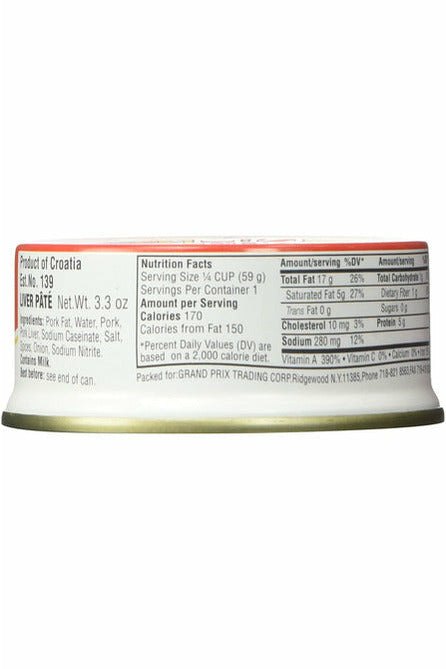 Product of Croatia
Est.No. 139
LIVER PÂTÉ Net.Wt. 3.3 oz
Ingredients: Pork Fat, Water, Pork,
Pork Liver, Sodium Caseinate, Salt,
Spices, Onion, Sodium Nitrite.
Contains Milk.
Best before: see end of can.
Nutrition Facts
Serving Size ¼ CUP (59 g)
Servings Per Container 1
Amount per Serving
Calories 170
Calories from Fat 150
*Percent Daily Values (DV) are
based on a 2,000 calorie diet.
Amount/serving %DV*
Total Fat 17 g 26%
Saturated Fat 5g 27%
Trans Fat 0 g
Cholesterol 10 mg 3%
Sodium 280 mg 12%
Amount/serving
Total Carbohydrate
Dietary Fiber 1g
Sugars 0g
Protein 5g
Vitamin A 390% • Vitamin C 0% • Calcium 0% •
Packed for:GRAND PRIX TRADING CORP.Ridgewood N.Y.11385,Phone 718-821 8563,FAX